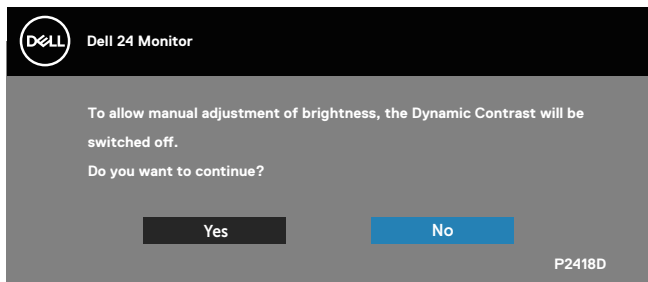 DELL
Dell 24 Monitor
To allow manual adjustment of brightness, the Dynamic Contrast will be
switched off.
Do you want to continue?
Yes
No
P2418D